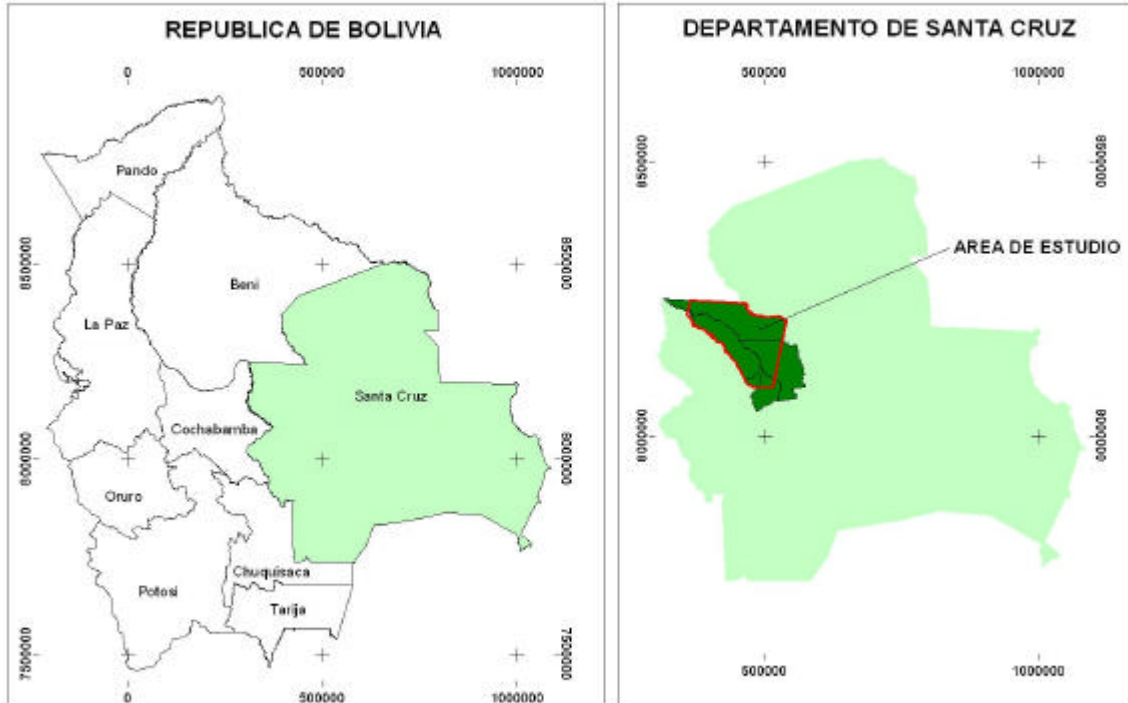 REPUBLICA DE BOLIVIA
0 500000 1000000
Pando
8500000 8500000
Beni
La Paz
Santa Cruz
Cochabamba
8000000 8000000
Oruro
Chuquisaca
Potosi
Tarija
7500000 7500000
0 500000 1000000
DEPARTAMENTO DE SANTA CRUZ
500000 1000000
8500000 8500000
AREA DE ESTUDIO
8000000 8000000
500000 1000000